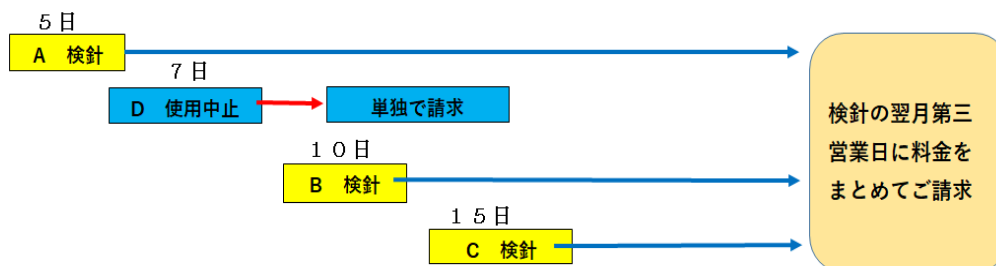 ５日
A 検針
７日
D 使用中止
単独で請求
１０日
B 検針
１５日
C 検針
検針の翌月第三
営業日に料金を
まとめてご請求